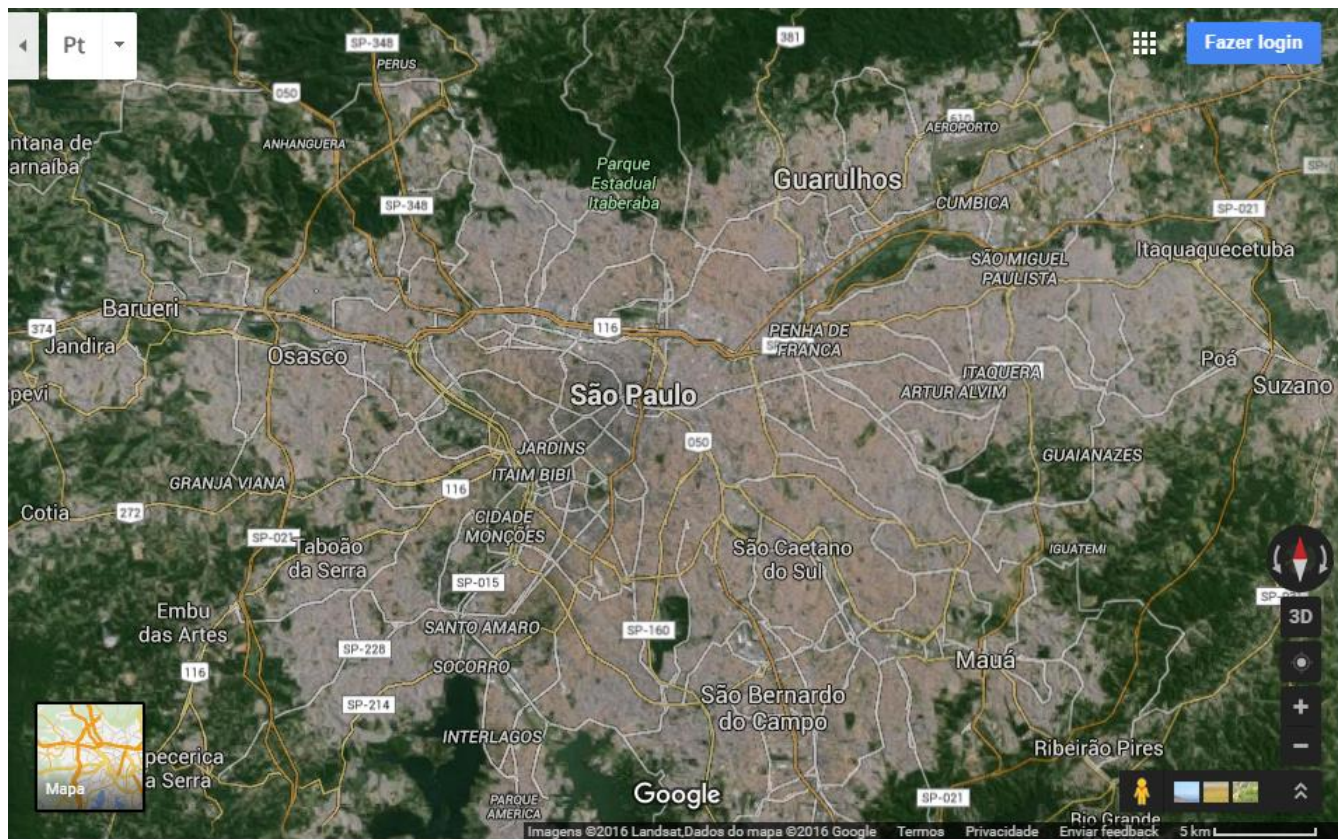 Pt
SP-348
PERUS
381
Fazer login
050
ANHANGUERA
610
AEROPORTO
ntana de
arnaíba
Parque
Estadual
Itaberaba
Guarulhos
SP-348
CUMBICA
SP-021
SÃO MIGUEL
PAULISTA
Itaquaquecetuba
Barueri
374
Jandira
116
PENHA DE
FRANCA
Osasco
ITAQUERA
Poá
pevi
São Paulo
ARTUR ALVIM
Suzano
JARDINS
050
GUAIANAZES
ITAIM BIBI
GRANJA VIANA
116
Cotia
272
CIDADE
MONÇÕES
SP-021
Taboão
da Serra
São Caetano
do Sul
IGUATEMI
SP-015
Embu
das Artes
3D
SANTO AMARO
SP-160
SP-228
SOCORRO
Mauá
116
São Bernardo
do Campo
SP-214
INTERLAGOS
Ribeirão Pires
pecerica
a Serra
Mapa
Google
PARQUE
AMERICA
SP-021
Rio Grande
Imagens ©2016 Landsat,Dados do mapa ©2016 Google Termos Privacidade Enviar feedback 5 km